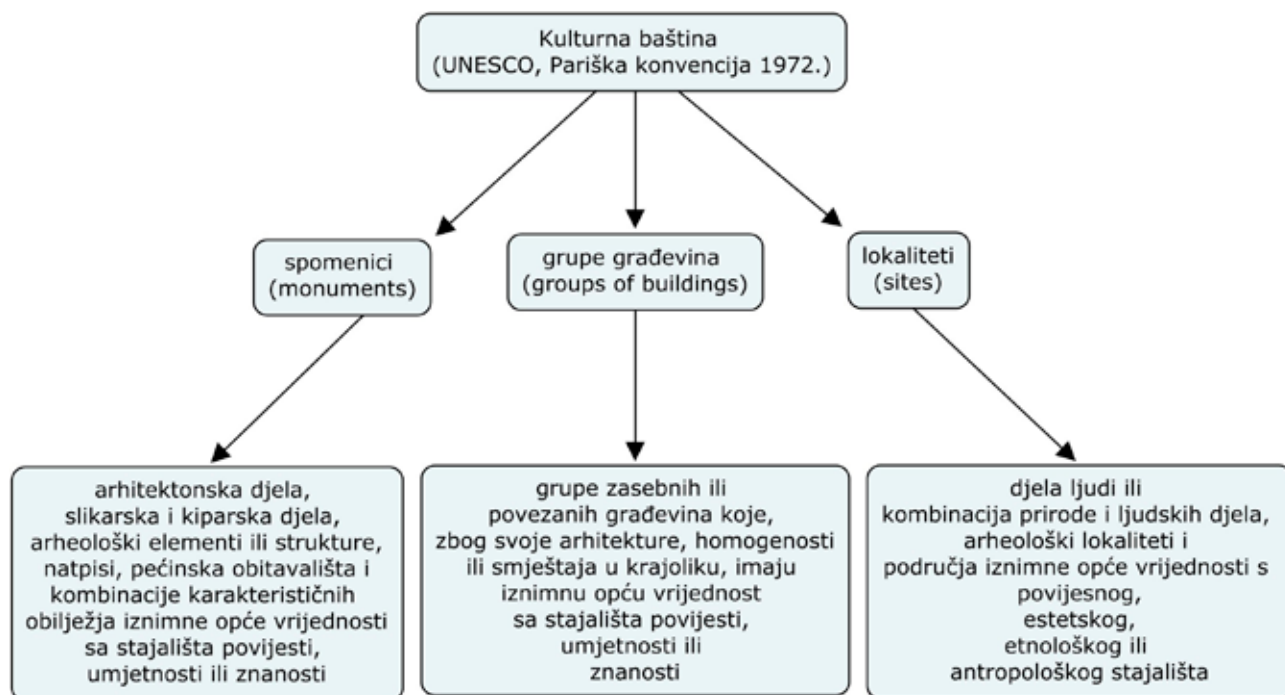 Kulturna baština
(UNESCO, Pariška konvencija 1972.)
spomenici
(monuments)
grupe građevina
(groups of buildings)
lokaliteti
(sites)
arhitektonska djela,
slikarska i kiparska djela,
arheološki elementi ili strukture,
natpisi, pećinska obitavališta i
kombinacije karakterističnih
obilježja iznimne opće vrijednosti
sa stajališta povijesti,
umjetnosti ili znanosti
grupe zasebnih ili
povezanih građevina koje,
zbog svoje arhitekture, homogenosti
ili smještaja u krajoliku, imaju
iznimnu opću vrijednost
sa stajališta povijesti,
umjetnosti ili
znanosti
djela ljudi ili
kombinacija prirode i ljudskih djela,
arheološki lokaliteti i
područja iznimne opće vrijednosti s
povijesnog,
estetskog,
etnološkog ili
antropološkog stajališta